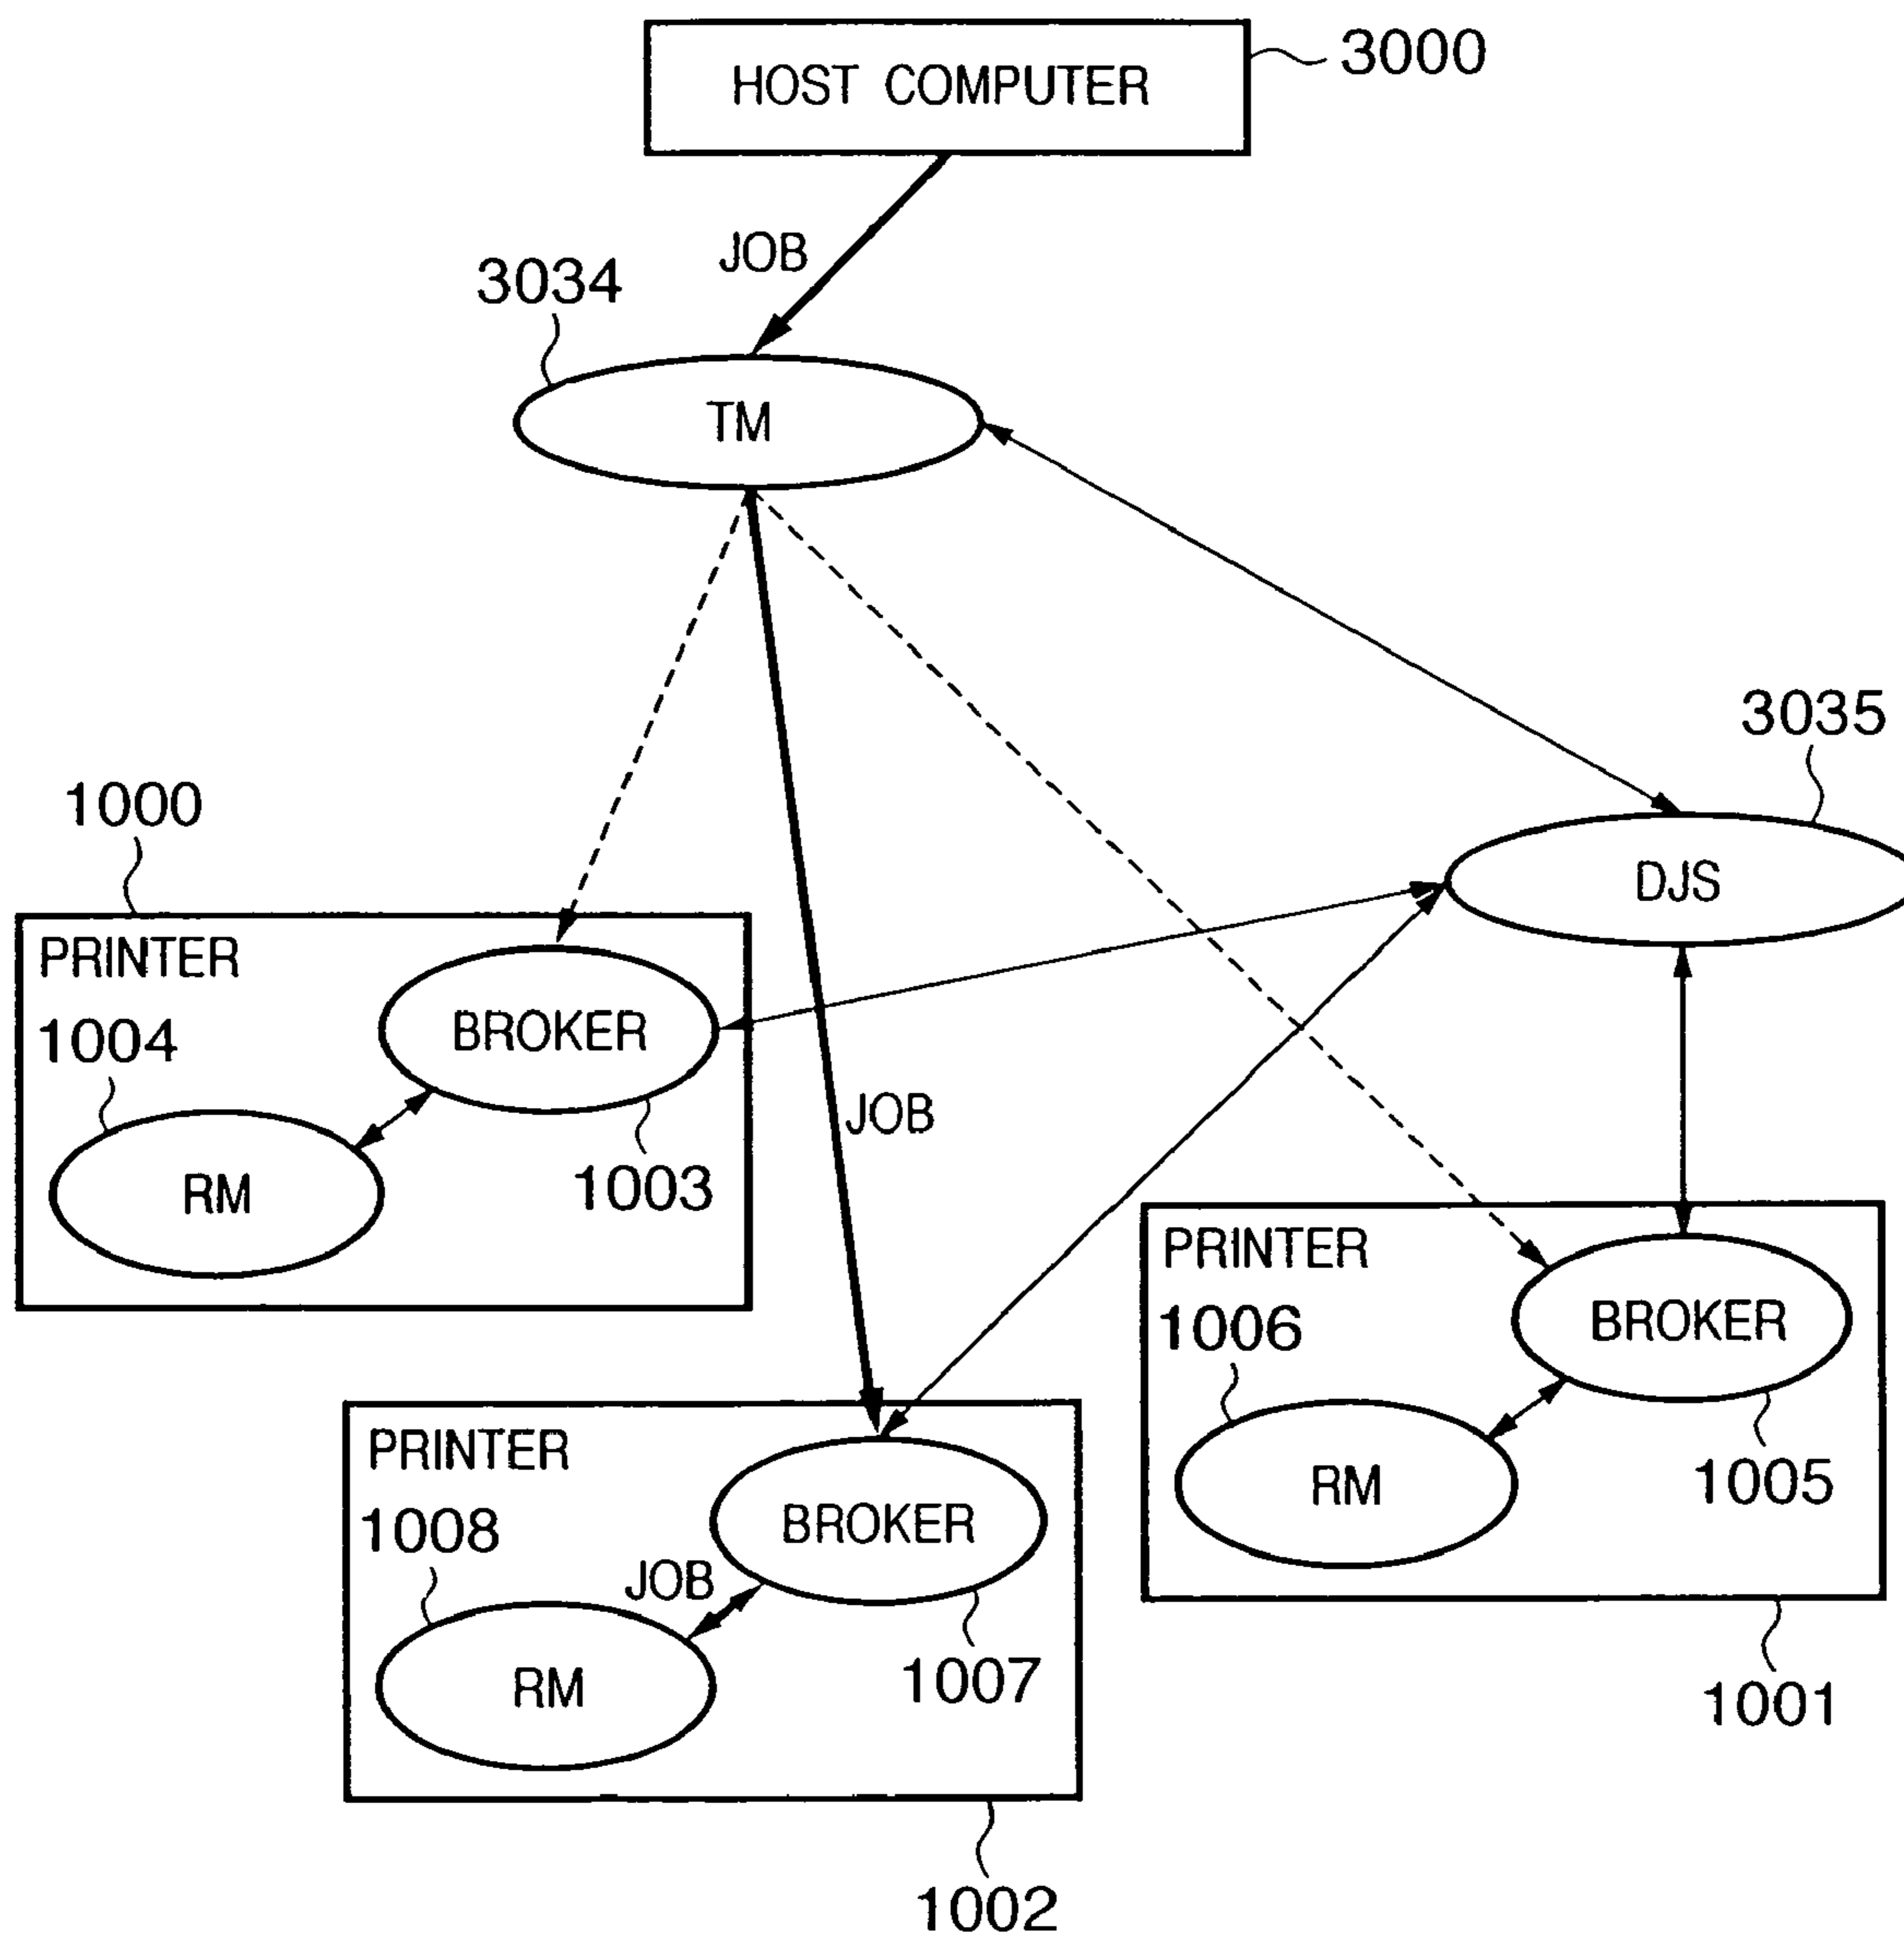 HOST COMPUTER
3000
JOB
3034
TM
3035
DJS
1000
PRINTER
1004
BROKER
RM
1003
JOB
PRINTER
1006
BROKER
RM
1005
1001
PRINTER
1008
BROKER
JOB
RM
1007
1002